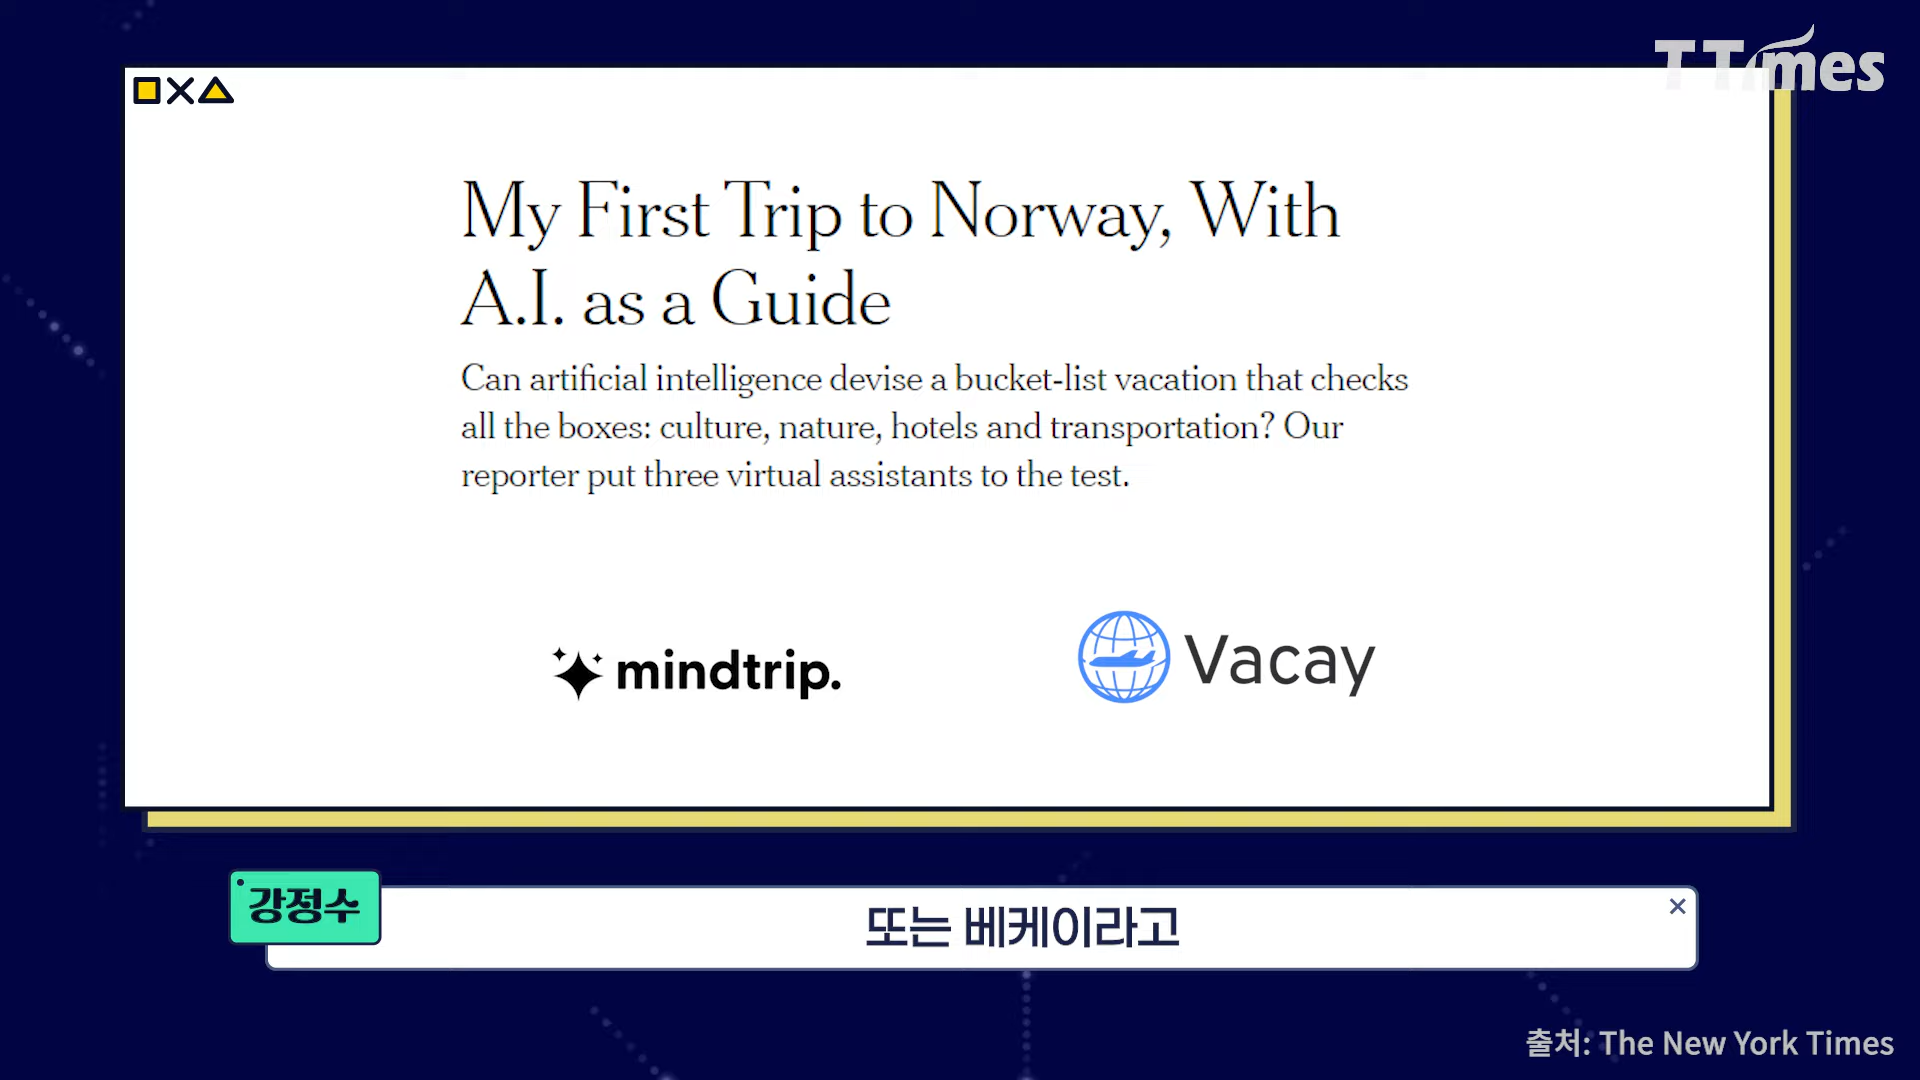 TTimes
My First Trip to Norway, With
A.I. as a Guide
Can artificial intelligence devise a bucket-list vacation that checks
all the boxes: culture, nature, hotels and transportation? Our
reporter put three virtual assistants to the test.
mindtrip.
Vacay
강정수
또는 베케이라고
출처: The New York Times